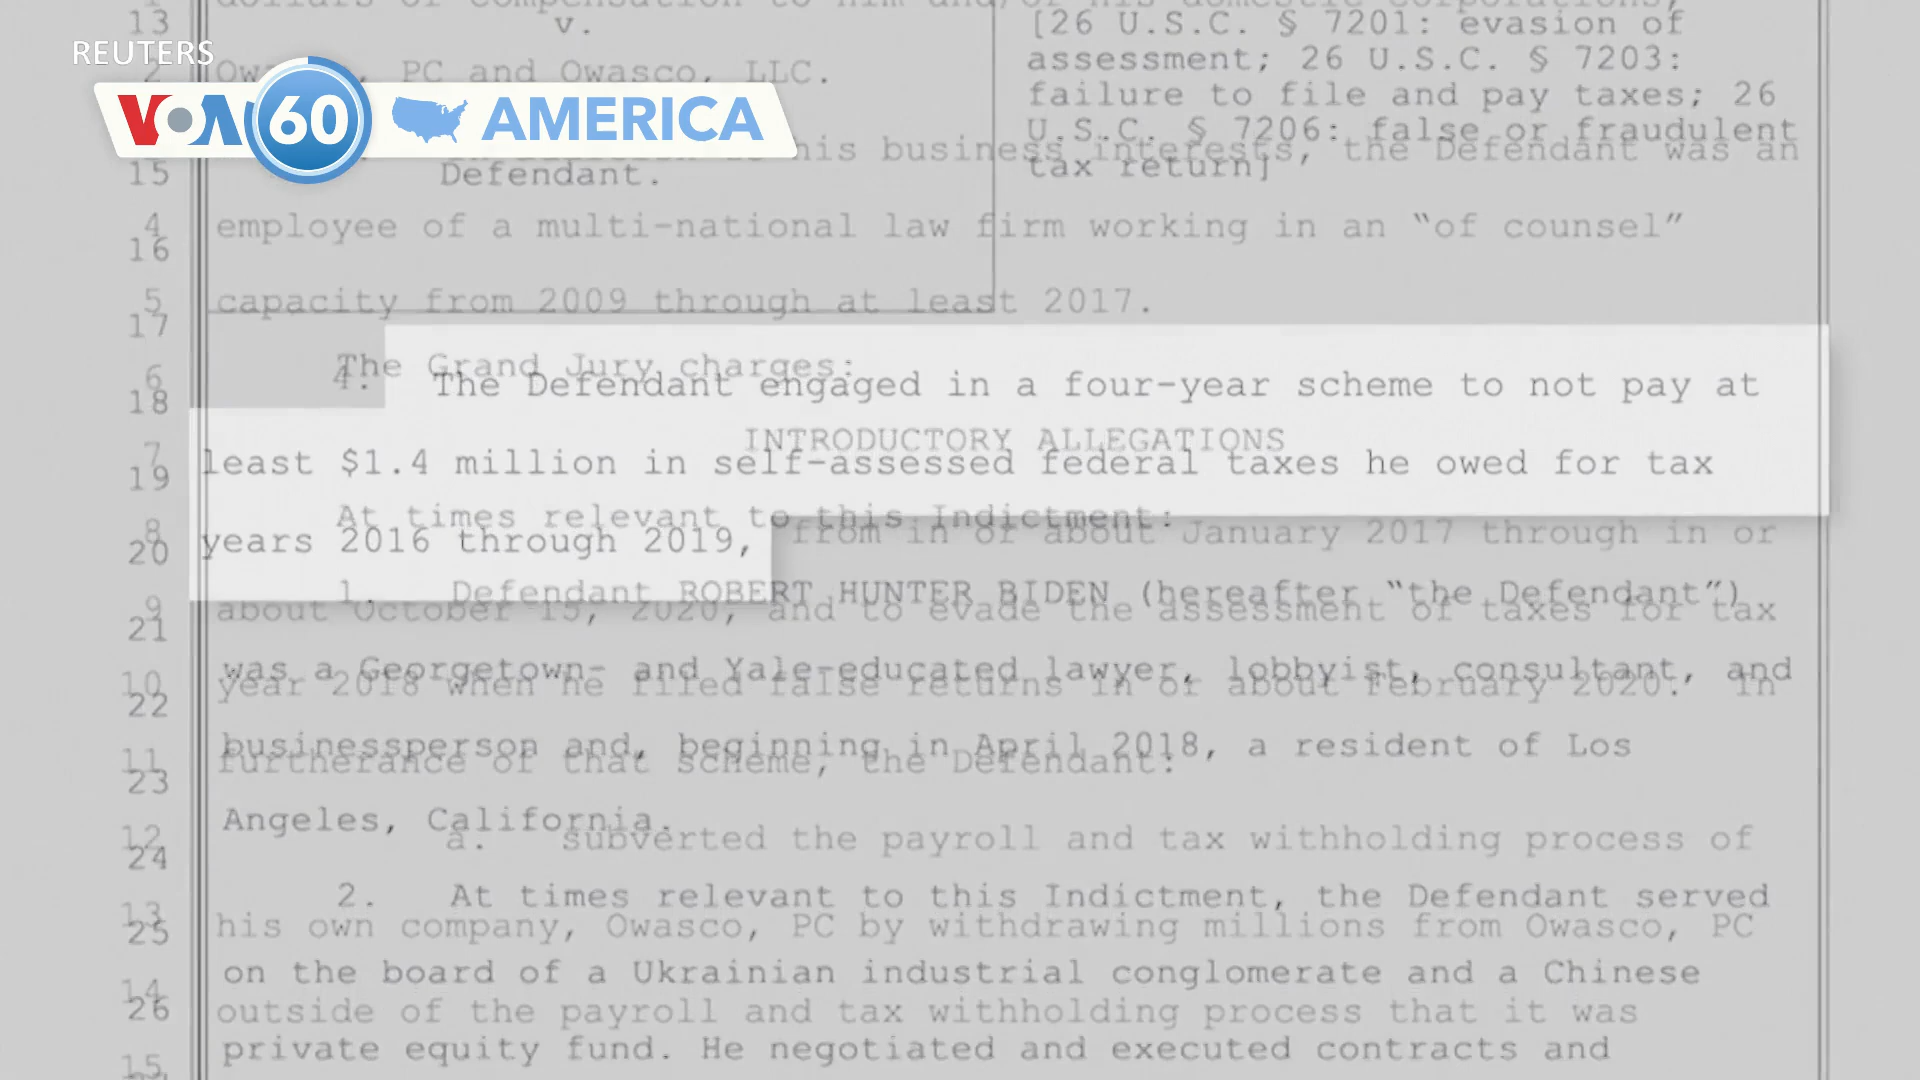 REUTERS
VOA 60 AMERICA
13 v. [26 U.S.C. § 7201: evasion of
assessment; 26 U.S.C. § 7203:
2 PC and Owasco, LLC.
failure to file and pay taxes; 26
U.S.C. § 7206: false or fraudulent
his business interests, the Defendant was an
tax return]
15 Defendant.
4 employee of a multi-national law firm working in an “of counsel”
16
5 capacity from 2009 through at least 2017.
17
The Grand Jury charges:
6 4. The Defendant engaged in a four-year scheme to not pay at
18
INTRODUCTORY ALLEGATIONS
7 least $1.4 million in self-assessed federal taxes he owed for tax
19
At times relevant to this Indictment:
8 from in or about January 2017 through in or
20 years 2016 through 2019,
1. Defendant ROBERT HUNTER BIDEN (hereafter “the Defendant”)
9 about October 15, 2020, and to evade the assessment of taxes for tax
21
was a Georgetown- and Yale-educated lawyer, lobbyist, consultant, and
10 year 2018 when he filed false returns in or about February 2020. In
22
businessperson and, beginning in April 2018, a resident of Los
11 furtherance of that scheme, the Defendant:
23
Angeles, California.
12 a. subverted the payroll and tax withholding process of
24
2. At times relevant to this Indictment, the Defendant served
13
25 his own company, Owasco, PC by withdrawing millions from Owasco, PC
on the board of a Ukrainian industrial conglomerate and a Chinese
14
26 outside of the payroll and tax withholding process that it was
private equity fund. He negotiated and executed contracts and
15